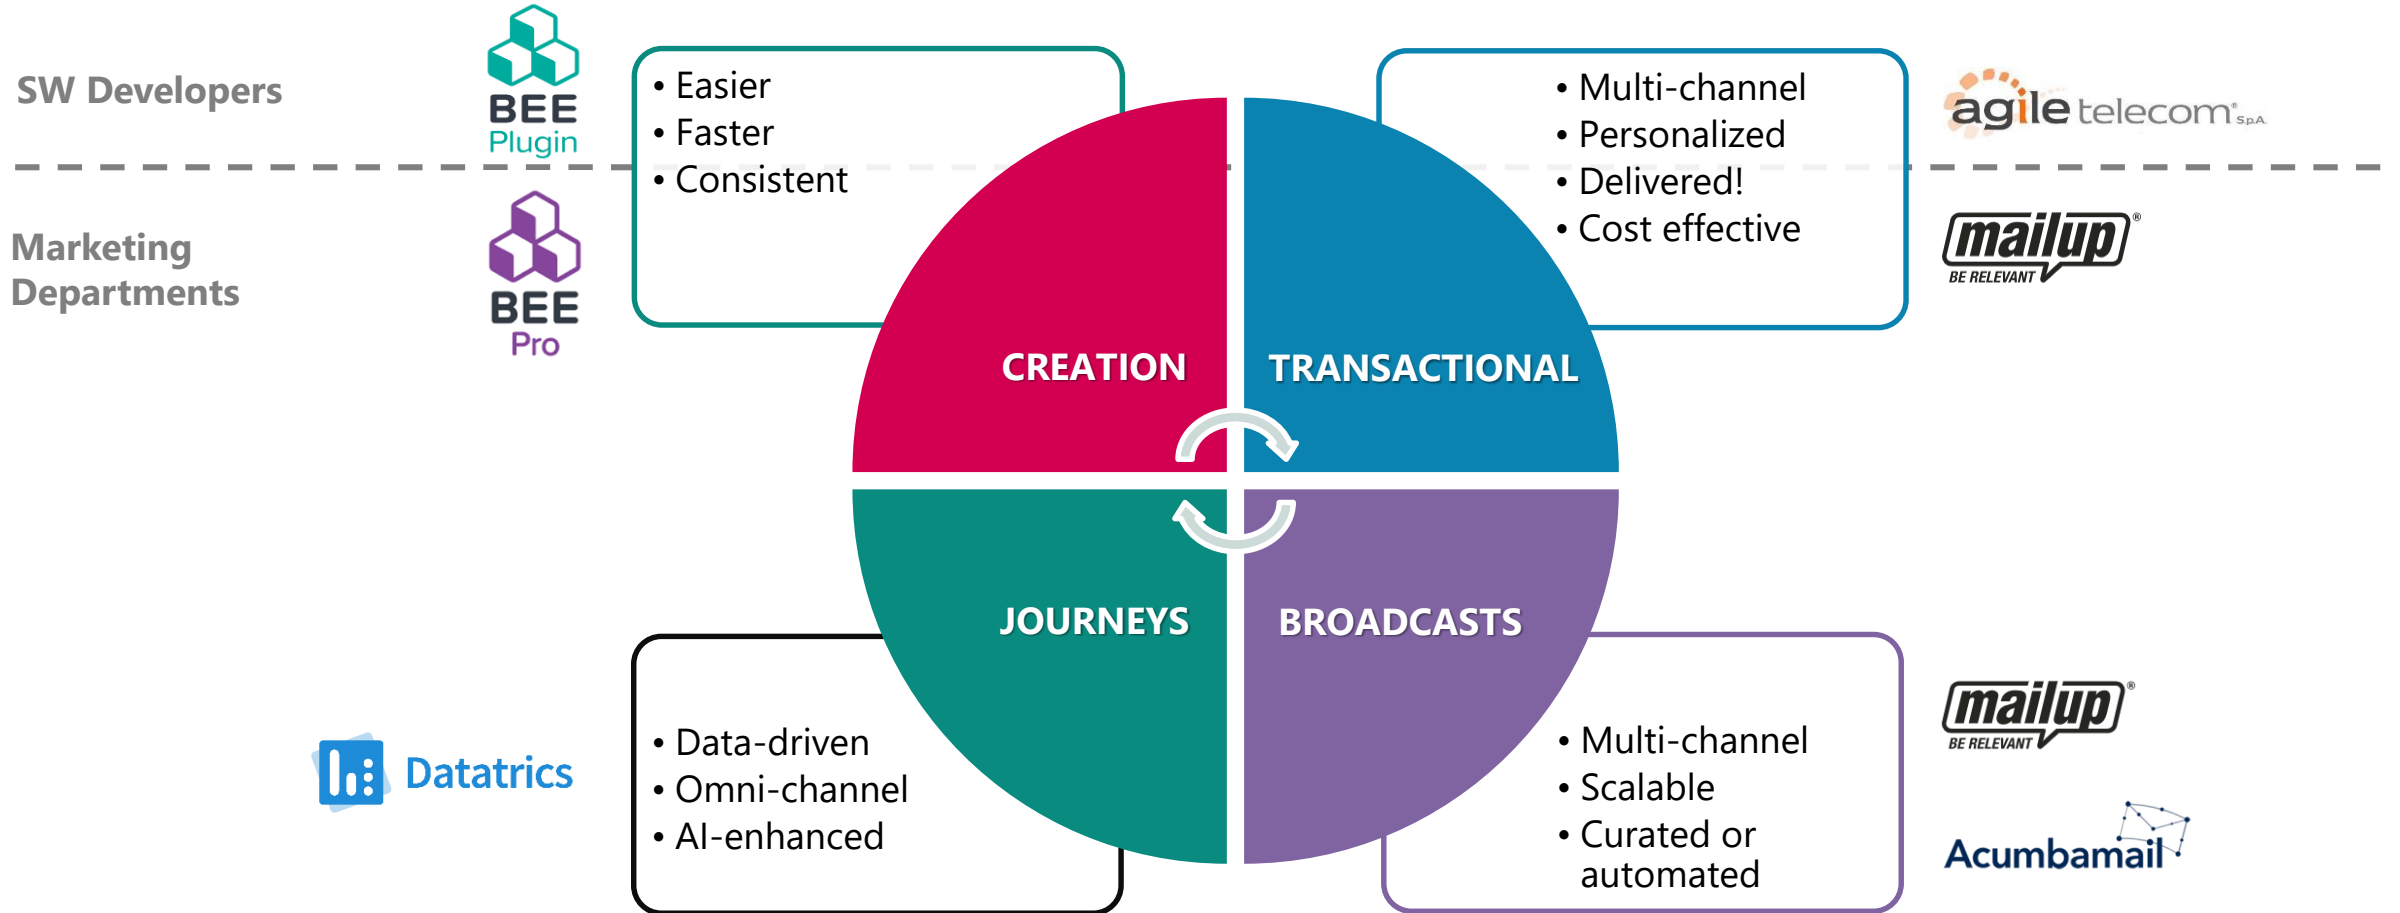 SW Developers
BEE
Plugin
• Easier
• Faster
• Consistent
• Multi-channel
• Personalized
• Delivered!
• Cost effective
agile telecom® S.p.A.
Marketing
Departments
BEE
Pro
mailup®
BE RELEVANT
CREATION
TRANSACTIONAL
JOURNEYS
BROADCASTS
Datatrics
• Data-driven
• Omni-channel
• AI-enhanced
• Multi-channel
• Scalable
• Curated or
automated
mailup®
BE RELEVANT
Acumbamail